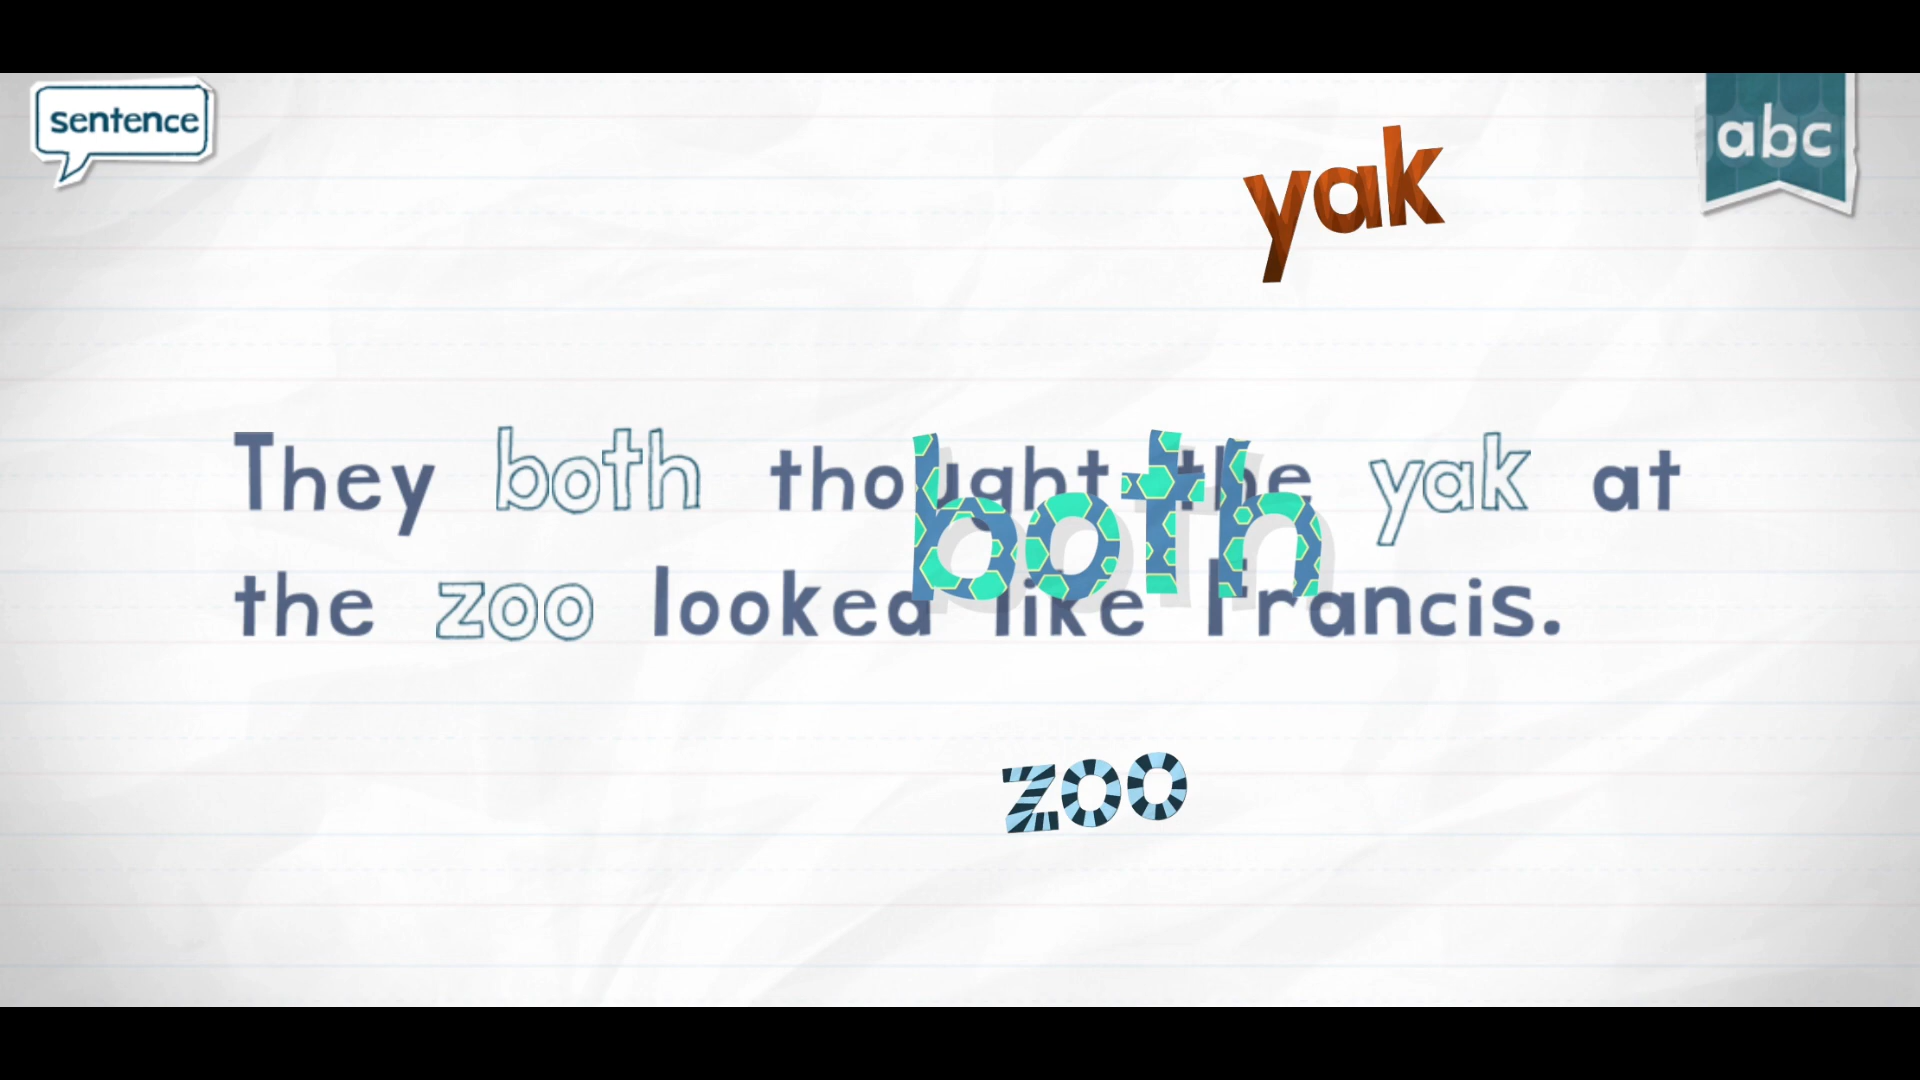 sentence
abc
yak
They both thought the yak at
both
the zoo looked like Francis.
zoo